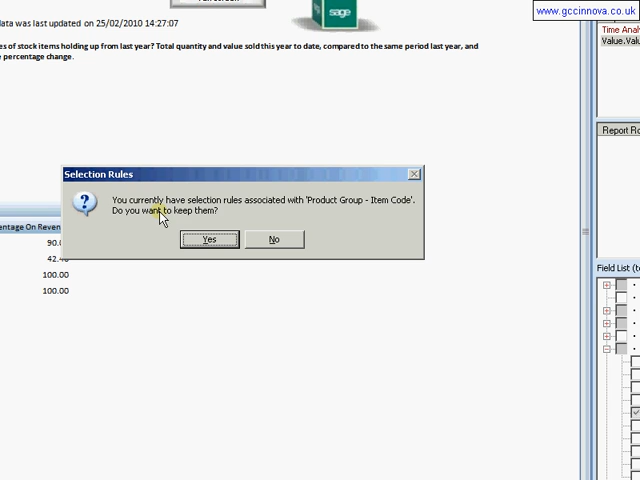 www.gccinnova.co.uk
ata was last updated on 25/02/2010 14:27:07
sage
es of stock items holding up from last year? Total quantity and value sold this year to date, compared to the same period last year, and
e percentage change.
Time Anal
Value.Valu
Report Ro
Selection Rules
You currently have selection rules associated with 'Product Group - Item Code'.
Do you want to keep them?
Yes
No
entage On Reven
90.0
42.
100.00
100.00
Field List (t